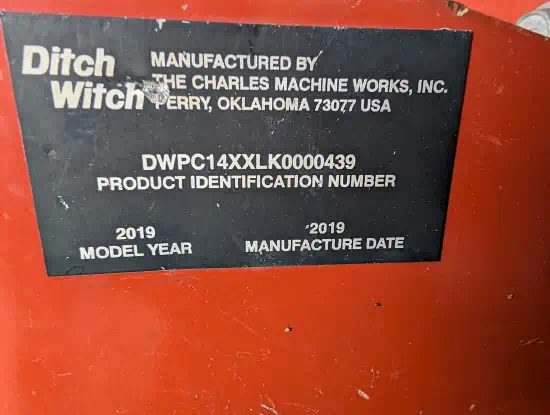 Ditch Witch
MANUFACTURED BY
THE CHARLES MACHINE WORKS, INC.
PERRY, OKLAHOMA 73077 USA
DWPC14XXLK0000439
PRODUCT IDENTIFICATION NUMBER
2019
MODEL YEAR
2019
MANUFACTURE DATE